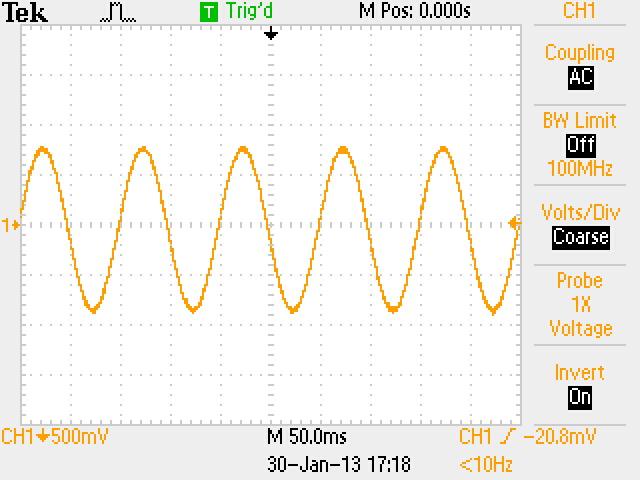 Tek T Trig'd M Pos: 0.000s CH1
Coupling
AC
BW Limit
Off
100MHz
1
Volts/Div
Coarse
Probe
1X
Voltage
Invert
On
CH1 500mV M 50.0ms CH1 -20.8mV
30-Jan-13 17:18 <10Hz